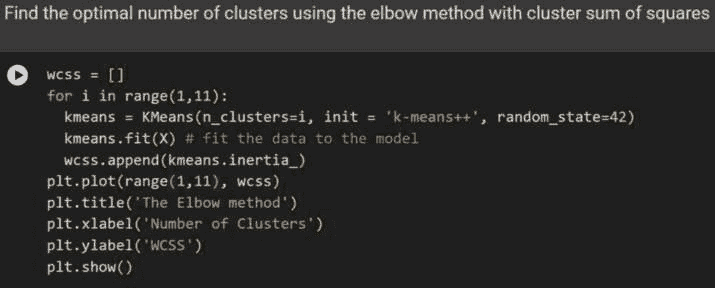 Find the optimal number of clusters using the elbow method with cluster sum of squares
wcss = []
for i in range(1,11):
  kmeans = KMeans(n_clusters=i, init = 'k-means++', random_state=42)
  kmeans.fit(X) # fit the data to the model
  wcss.append(kmeans.inertia_)
plt.plot(range(1,11), wcss)
plt.title('The Elbow method')
plt.xlabel('Number of Clusters')
plt.ylabel('WCSS')
plt.show()